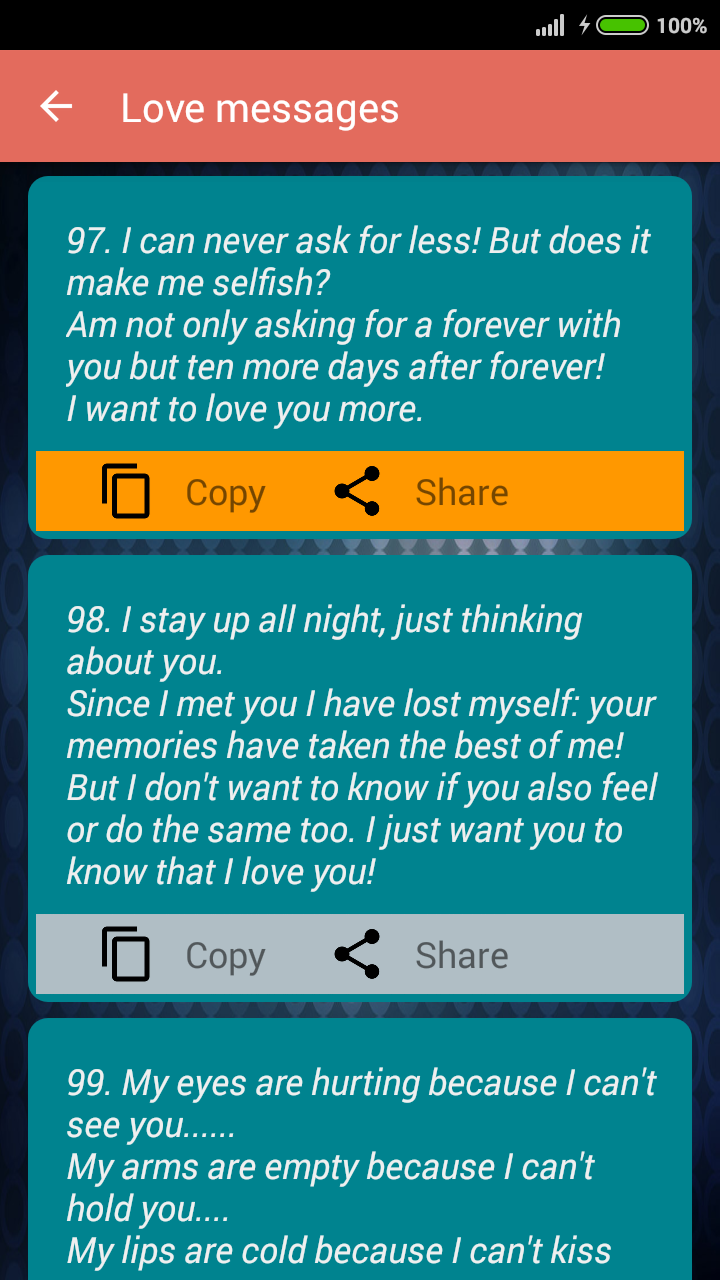 100%
Love messages
97. I can never ask for less! But does it
make me selfish?
Am not only asking for a forever with
you but ten more days after forever!
I want to love you more.
Copy Share
98. I stay up all night, just thinking
about you.
Since I met you I have lost myself: your
memories have taken the best of me!
But I don't want to know if you also feel
or do the same too. I just want you to
know that I love you!
Copy Share
99. My eyes are hurting because I can't
see you......
My arms are empty because I can't
hold you....
My lips are cold because I can't kiss